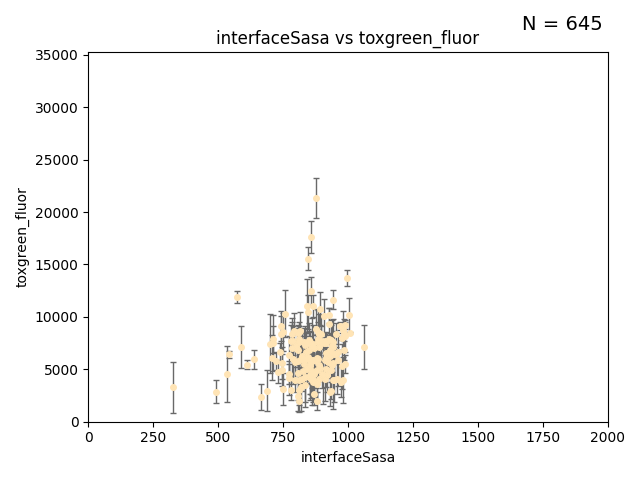 N = 645
interfaceSasa vs toxgreen_fluor
35000
30000
25000
20000
15000
10000
5000
0
toxgreen_fluor
0 250 500 750 1000 1250 1500 1750 2000
interfaceSasa